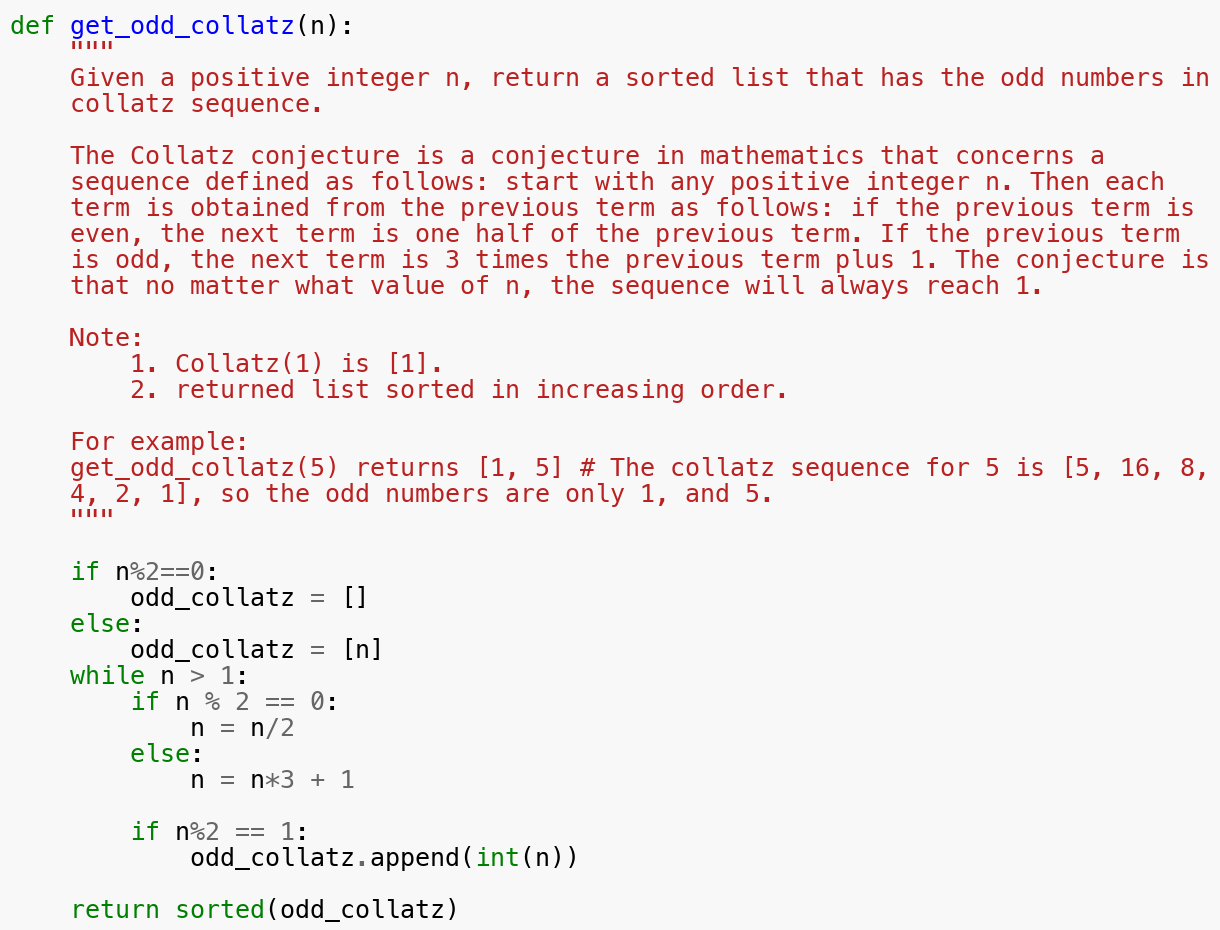 def get_odd_collatz(n):
    """
    Given a positive integer n, return a sorted list that has the odd numbers in
    collatz sequence.

    The Collatz conjecture is a conjecture in mathematics that concerns a
    sequence defined as follows: start with any positive integer n. Then each
    term is obtained from the previous term as follows: if the previous term is
    even, the next term is one half of the previous term. If the previous term
    is odd, the next term is 3 times the previous term plus 1. The conjecture is
    that no matter what value of n, the sequence will always reach 1.

    Note:
        1. Collatz(1) is [1].
        2. returned list sorted in increasing order.

    For example:
    get_odd_collatz(5) returns [1, 5] # The collatz sequence for 5 is [5, 16, 8,
    4, 2, 1], so the odd numbers are only 1, and 5.
    """

    if n%2==0:
        odd_collatz = []
    else:
        odd_collatz = [n]
    while n > 1:
        if n % 2 == 0:
            n = n/2
        else:
            n = n*3 + 1

        if n%2 == 1:
            odd_collatz.append(int(n))

    return sorted(odd_collatz)